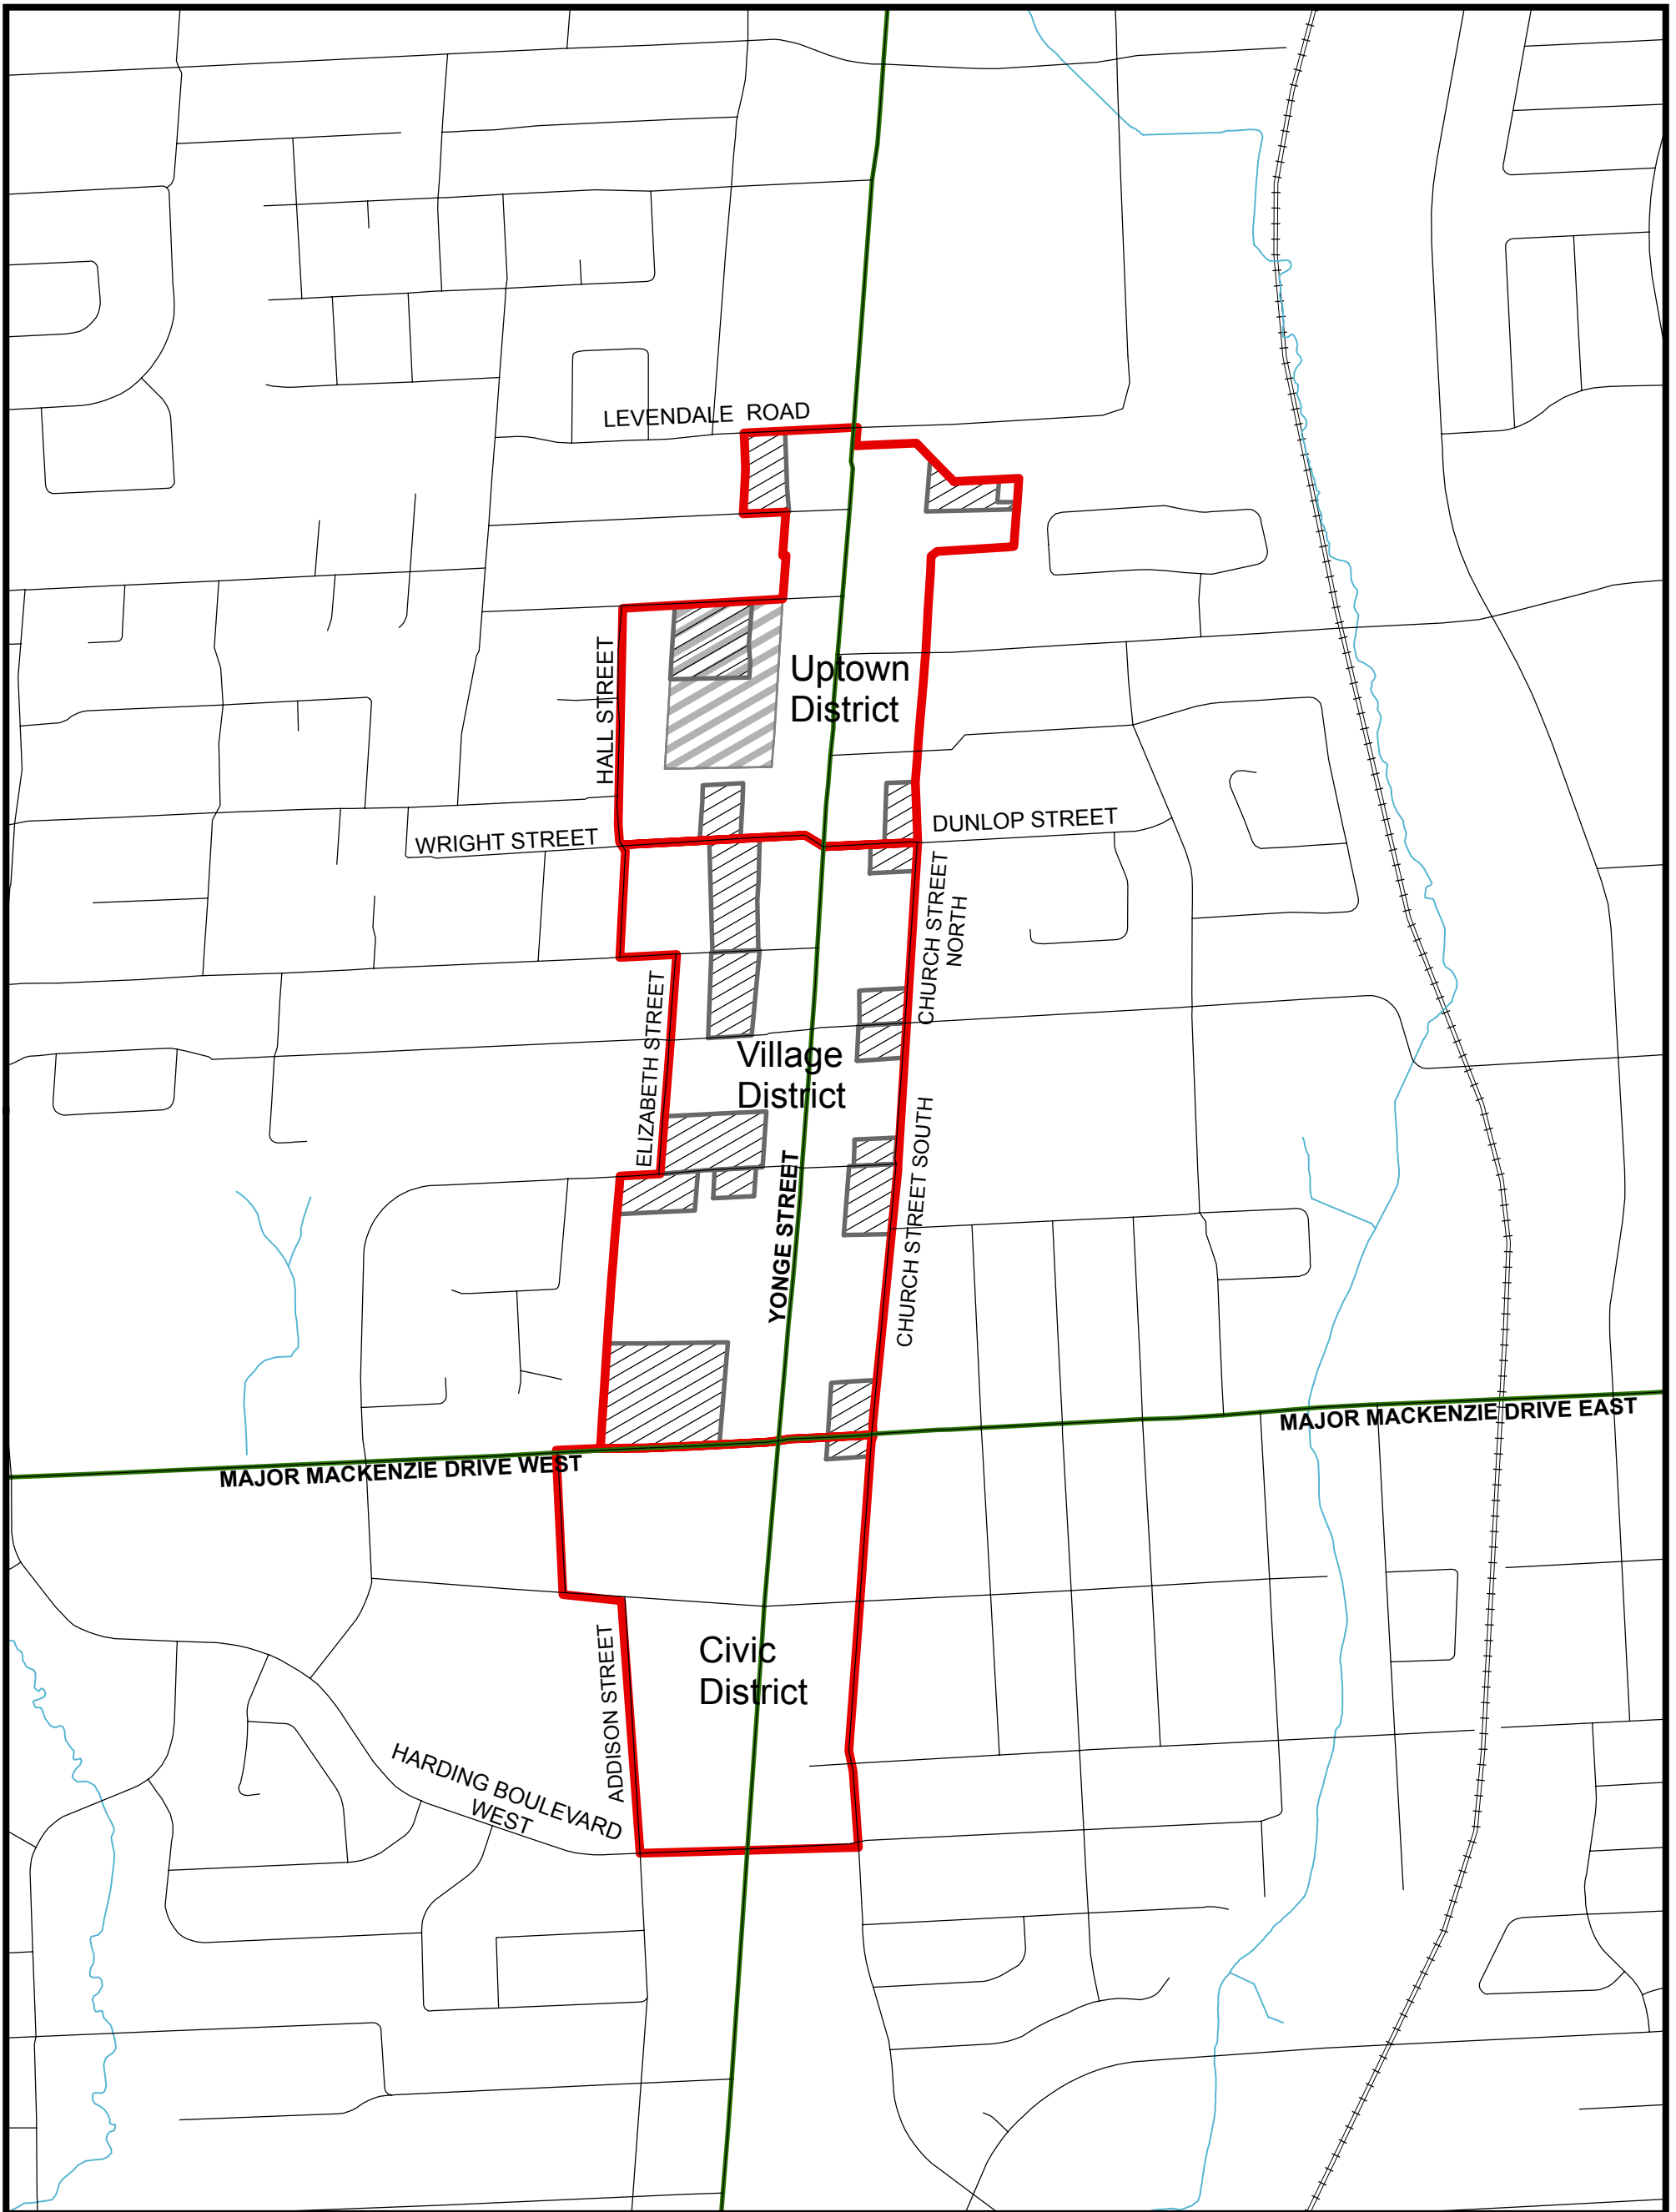 LEVENDALE ROAD
Uptown
District
HALL STREET
WRIGHT STREET
DUNLOP STREET
CHURCH STREET
NORTH
ELIZABETH STREET
Village
District
CHURCH STREET SOUTH
YONGE STREET
MAJOR MACKENZIE DRIVE EAST
MAJOR MACKENZIE DRIVE WEST
Civic
District
ADDISON STREET
HARDING BOULEVARD
WEST